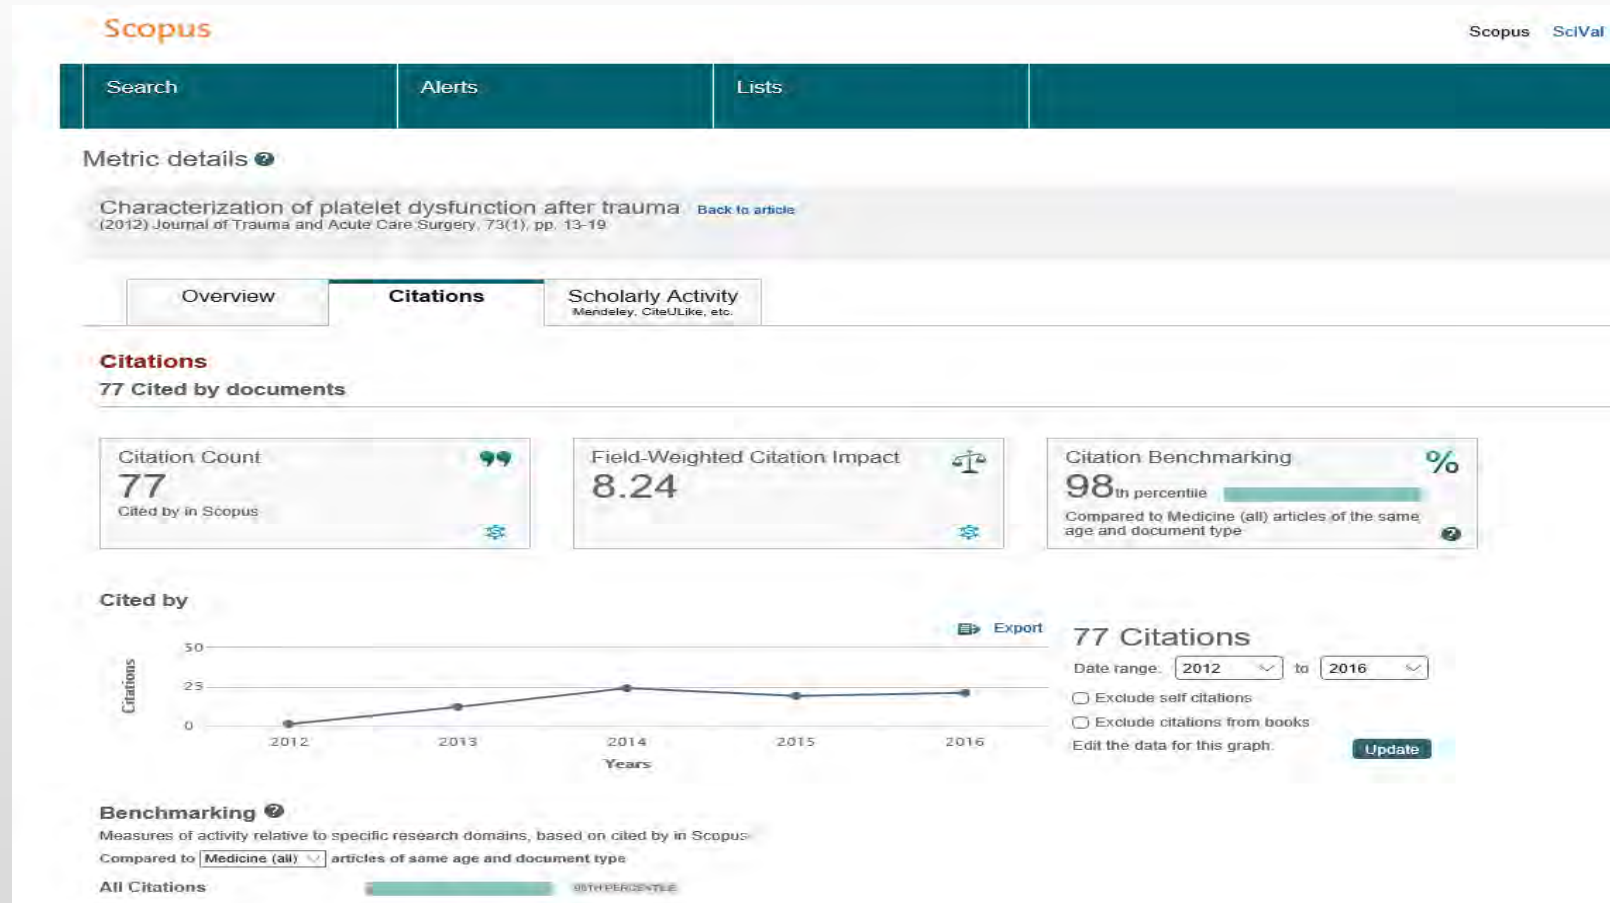 Scopus
Scopus SciVal
Search Alerts Lists
Metric details ?
Characterization of platelet dysfunction after trauma Back to article
(2012) Journal of Trauma and Acute Care Surgery, 73(1), pp. 13-19
Overview Citations Scholarly Activity
Mendeley, CiteULike, etc.
Citations
77 Cited by documents
Citation Count
77
Cited by in Scopus
Field-Weighted Citation Impact
8.24
Citation Benchmarking %
98th percentile
Compared to Medicine (all) articles of the same
age and document type ?
Cited by
Export
50
25
0
Citations
2012 2013 2014 2015 2016
Years
77 Citations
Date range: 2012 to 2016
Exclude self citations
Exclude citations from books
Edit the data for this graph. Update
Benchmarking ?
Measures of activity relative to specific research domains, based on cited by in Scopus
Compared to Medicine (all) articles of same age and document type
All Citations PERCENTILE